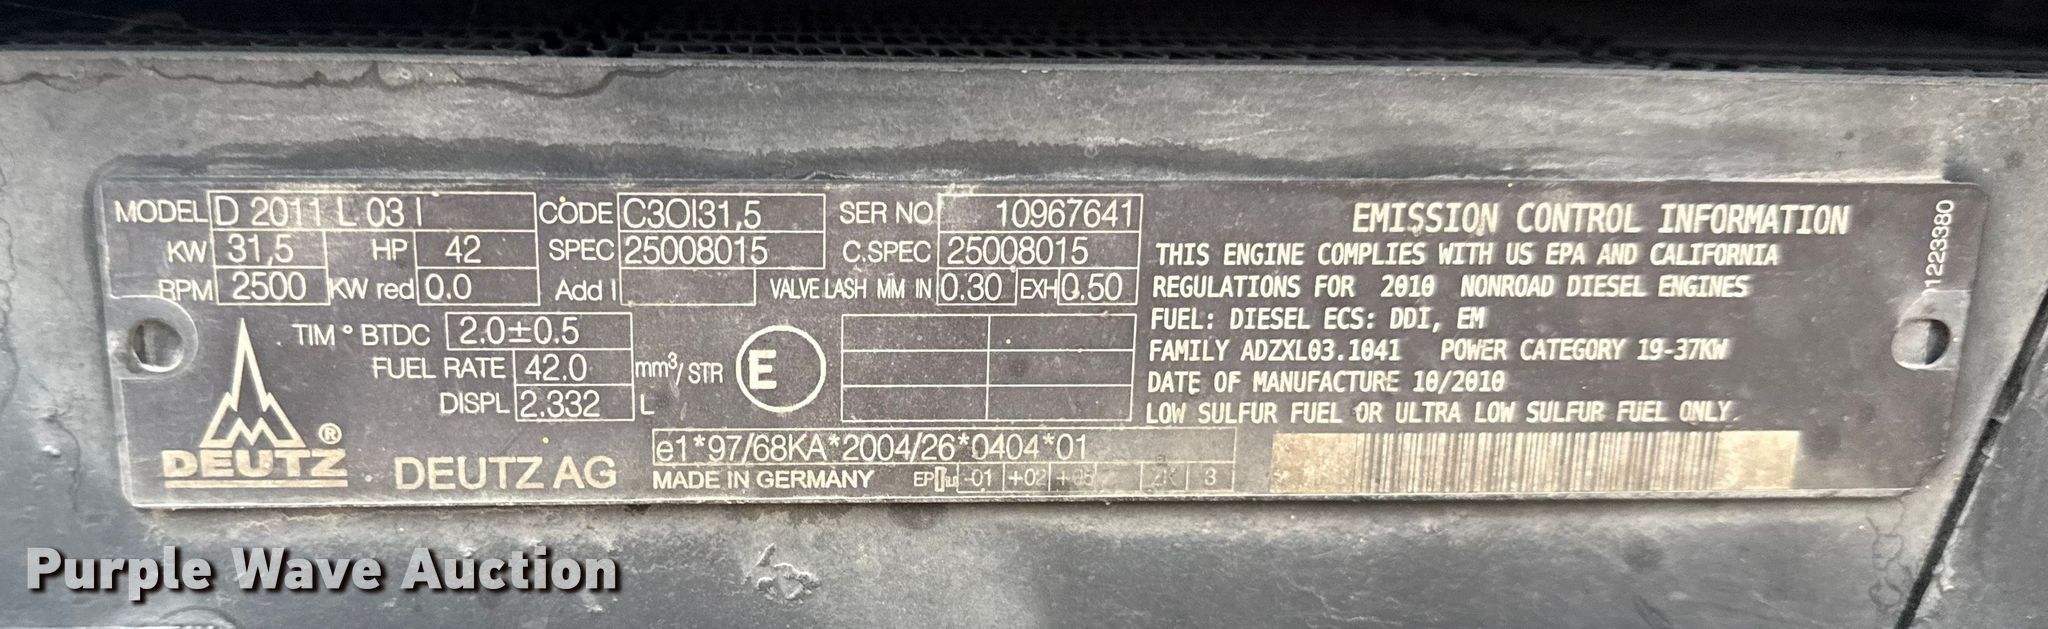 MODEL D 2011 L 03 I CODE C3OI31,5 SER NO 10967641
KW 31,5 HP 42 SPEC 25008015 C.SPEC 25008015
RPM 2500 KW red 0.0 Add I VALVE LASH MM IN 0.30 EXH 0.50
TIM ° BTDC 2.0±0.5
FUEL RATE 42.0 mm³/STR E
DISPL 2.332 L
DEUTZ ®
DEUTZ AG
e1*97/68KA*2004/26*0404*01
MADE IN GERMANY EP -01 +02 3
EMISSION CONTROL INFORMATION
THIS ENGINE COMPLIES WITH US EPA AND CALIFORNIA
REGULATIONS FOR 2010 NONROAD DIESEL ENGINES
FUEL: DIESEL ECS: DDI, EM
FAMILY ADZXL03.1041 POWER CATEGORY 19-37KW
DATE OF MANUFACTURE 10/2010
LOW SULFUR FUEL OR ULTRA LOW SULFUR FUEL ONLY.
Purple Wave Auction